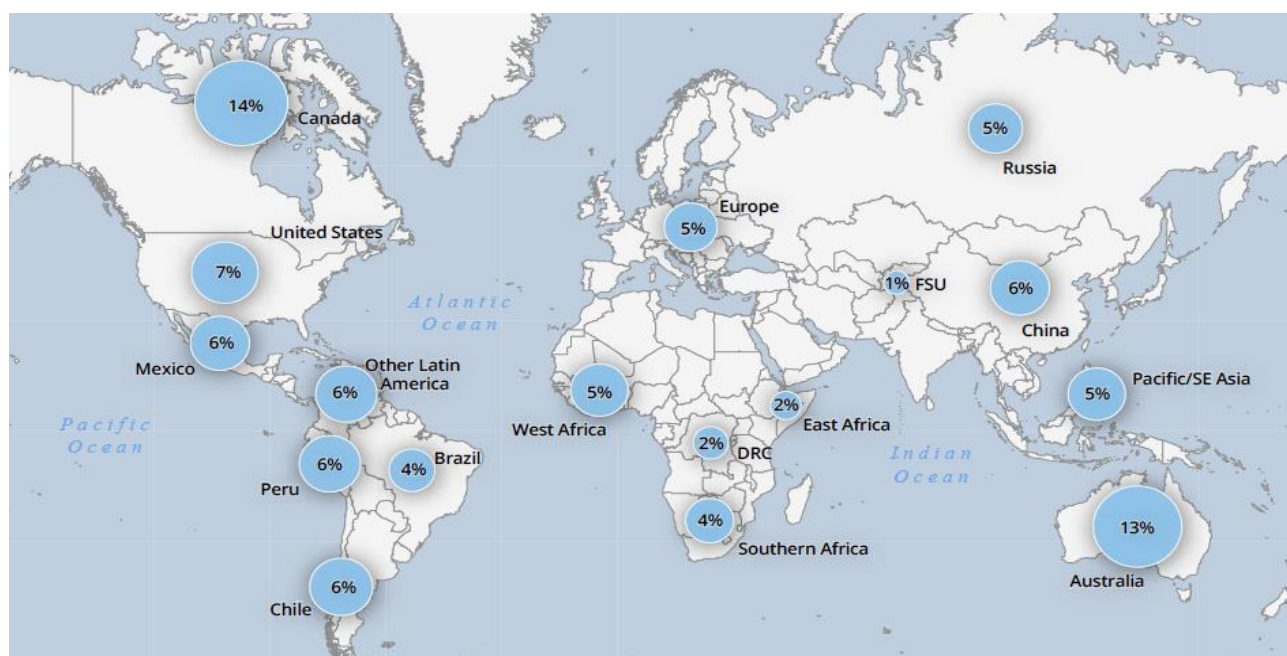 14%
Canada
5%
Russia
Europe
5%
United States
7%
1% FSU
6%
China
Atlantic
Ocean
6%
Mexico
Other Latin
America
6%
5%
West Africa
2%
East Africa
5%
Pacific/SE Asia
Pacific
Ocean
6%
Peru
4%
Brazil
2%
DRC
Indian
Ocean
4%
Southern Africa
13%
Australia
6%
Chile